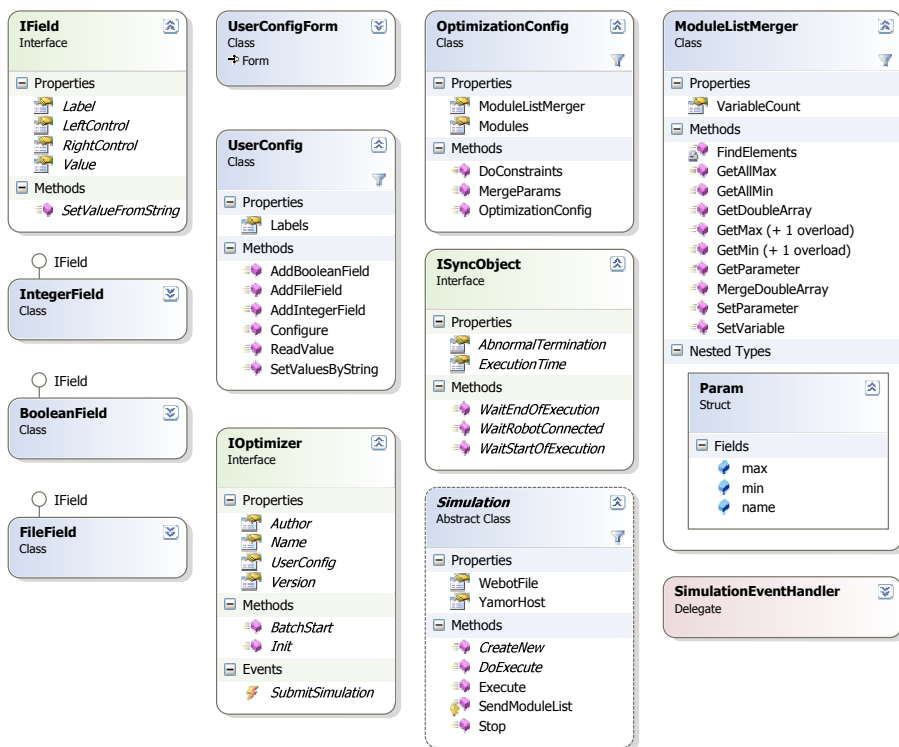 IField
Interface
Properties
Label
LeftControl
RightControl
Value
Methods
SetValueFromString
IField
IntegerField
Class
IField
BooleanField
Class
IField
FileField
Class
UserConfigForm
Class
Form
UserConfig
Class
Properties
Labels
Methods
AddBooleanField
AddFileField
AddIntegerField
Configure
ReadValue
SetValuesByString
IOptimizer
Interface
Properties
Author
Name
UserConfig
Version
Methods
BatchStart
Init
Events
SubmitSimulation
OptimizationConfig
Class
Properties
ModuleListMerger
Modules
Methods
DoConstraints
MergeParams
OptimizationConfig
ISyncObject
Interface
Properties
AbnormalTermination
ExecutionTime
Methods
WaitEndOfExecution
WaitRobotConnected
WaitStartOfExecution
Simulation
Abstract Class
Properties
WebotFile
YamorHost
Methods
CreateNew
DoExecute
Execute
SendModuleList
Stop
ModuleListMerger
Class
Properties
VariableCount
Methods
FindElements
GetAllMax
GetAllMin
GetDoubleArray
GetMax (+ 1 overload)
GetMin (+ 1 overload)
GetParameter
MergeDoubleArray
SetParameter
SetVariable
Nested Types
Param
Struct
Fields
max
min
name
SimulationEventHandler
Delegate